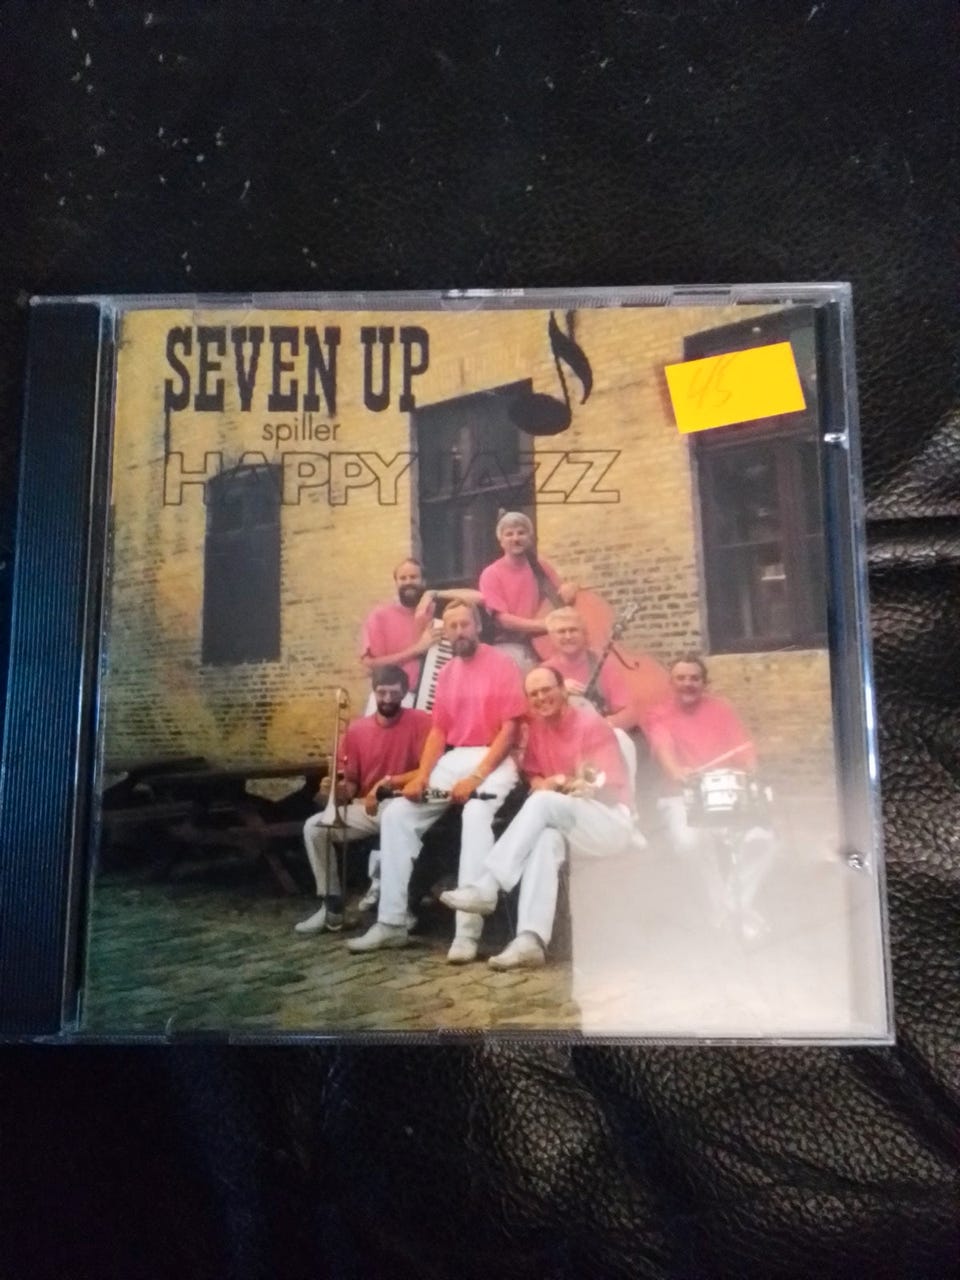 SEVEN UP
spiller
HAPPY JAZZ
45